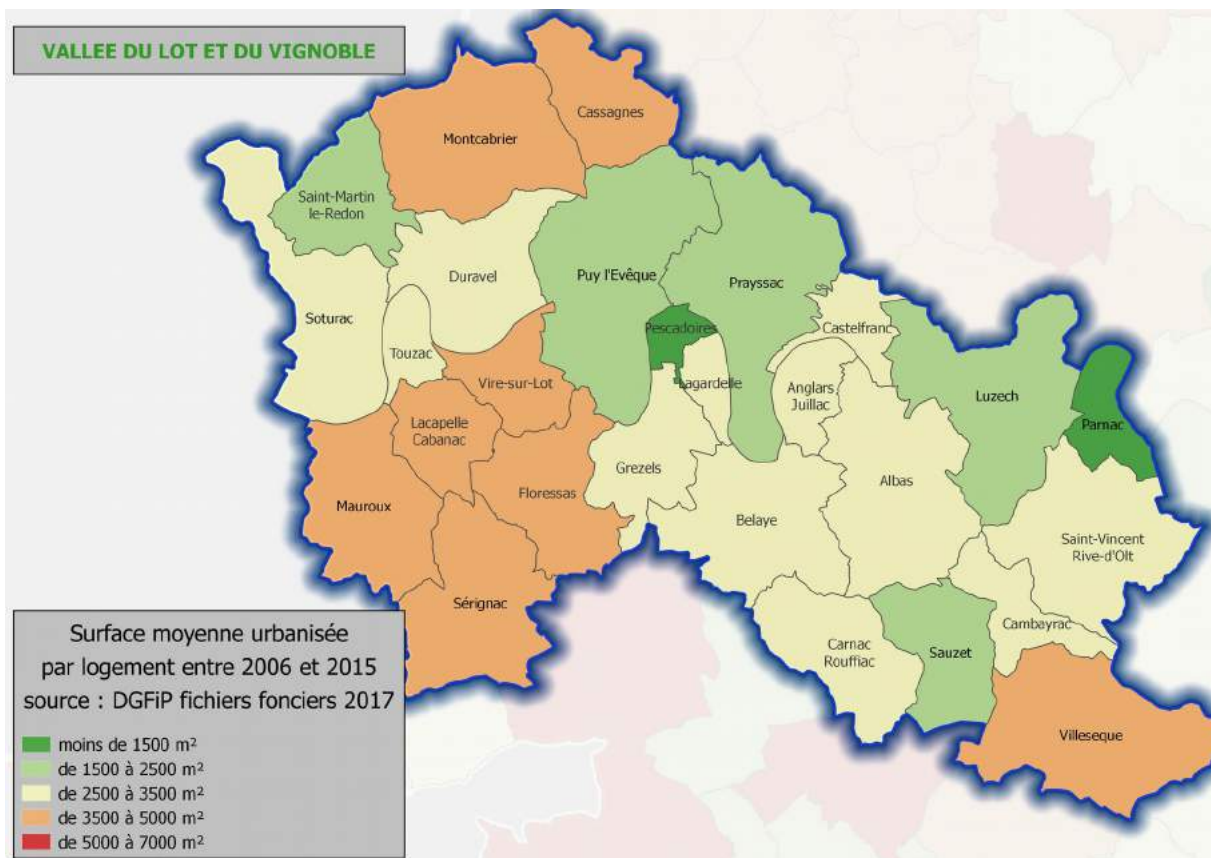 VALLEE DU LOT ET DU VIGNOBLE
Cassagnes
Montcabrier
Saint-Martin
le-Redon
Duravel
Puy l'Evêque
Prayssac
Soturac
Pescadoires
Castelfranc
Touzac
Vire-sur-Lot
Lagardelle
Anglars
Juillac
Luzech
Parnac
Lacapelle
Cabanac
Grezels
Albas
Mauroux
Floressas
Belaye
Saint-Vincent
Rive-d'Olt
Sérignac
Cambayrac
Carnac
Rouffiac
Sauzet
Villeseque
Surface moyenne urbanisée
par logement entre 2006 et 2015
source : DGFiP fichiers fonciers 2017
moins de 1500 m²
de 1500 à 2500 m²
de 2500 à 3500 m²
de 3500 à 5000 m²
de 5000 à 7000 m²